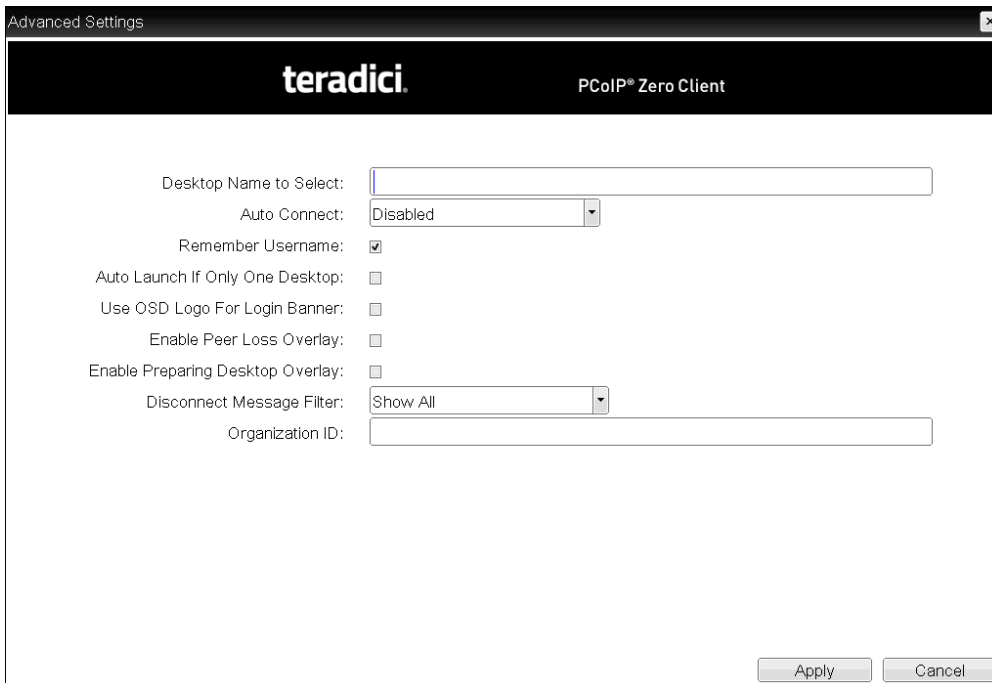 Advanced Settings
teradici.
PCoIP® Zero Client
Desktop Name to Select:
Auto Connect: Disabled
Remember Username:
Auto Launch If Only One Desktop:
Use OSD Logo For Login Banner:
Enable Peer Loss Overlay:
Enable Preparing Desktop Overlay:
Disconnect Message Filter: Show All
Organization ID:
Apply Cancel